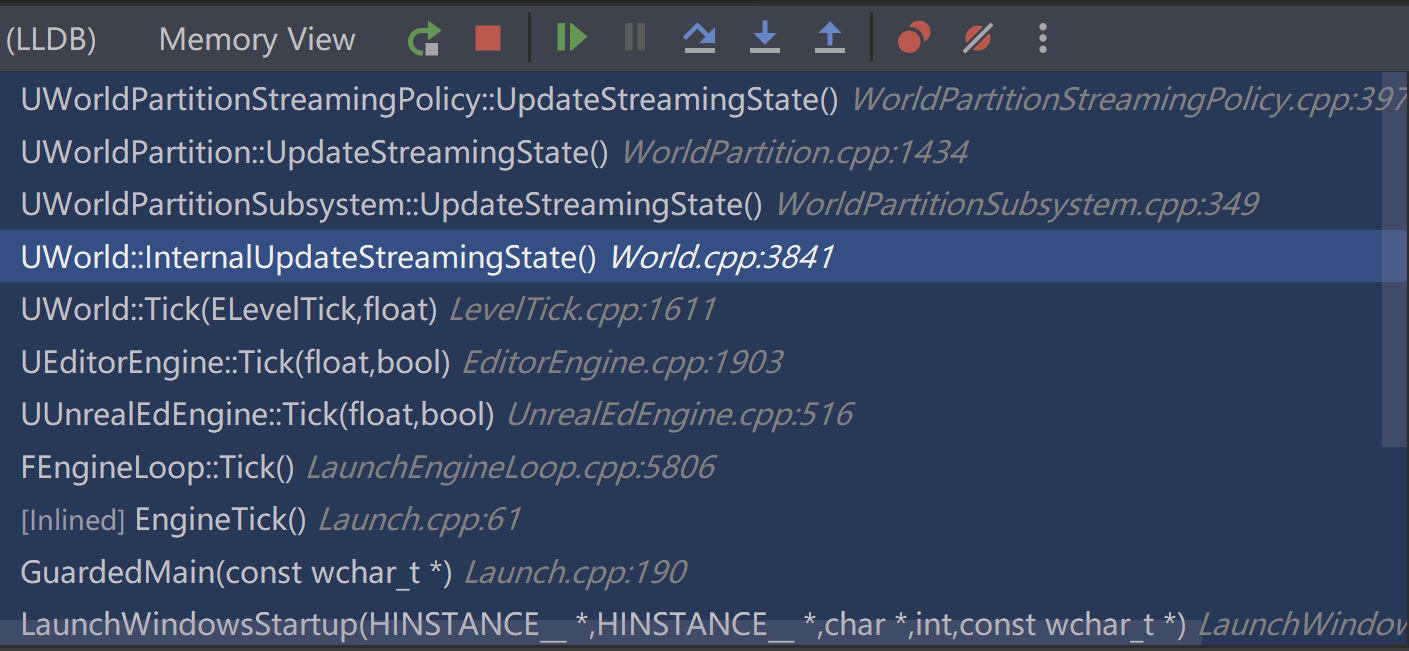 (LLDB) Memory View
UWorldPartitionStreamingPolicy::UpdateStreamingState() WorldPartitionStreamingPolicy.cpp:397
UWorldPartition::UpdateStreamingState() WorldPartition.cpp:1434
UWorldPartitionSubsystem::UpdateStreamingState() WorldPartitionSubsystem.cpp:349
UWorld::InternalUpdateStreamingState() World.cpp:3841
UWorld::Tick(ELevelTick,float) LevelTick.cpp:1611
UEditorEngine::Tick(float,bool) EditorEngine.cpp:1903
UUnrealEdEngine::Tick(float,bool) UnrealEdEngine.cpp:516
FEngineLoop::Tick() LaunchEngineLoop.cpp:5806
[Inlined] EngineTick() Launch.cpp:61
GuardedMain(const wchar_t *) Launch.cpp:190
LaunchWindowsStartup(HINSTANCE__ *,HINSTANCE__ *,char *,int,const wchar_t *) LaunchWindow